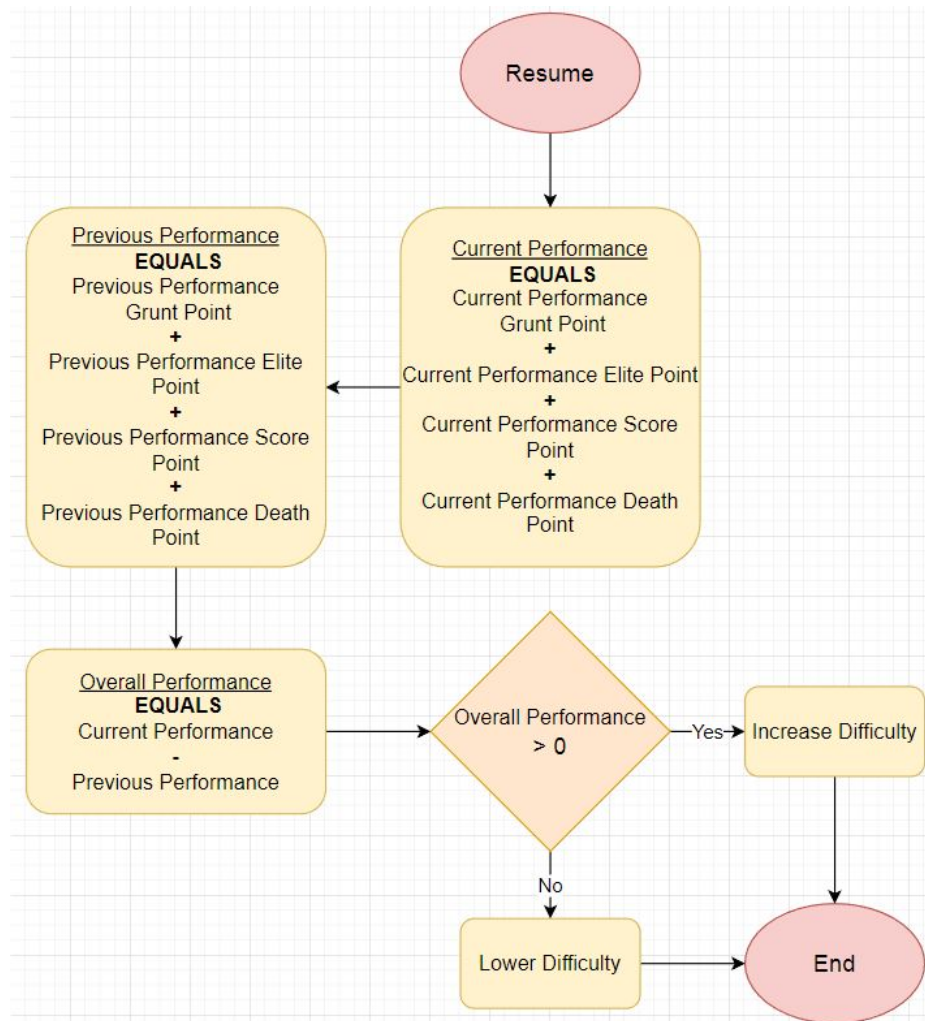 Resume
Current Performance
EQUALS
Current Performance
Grunt Point
+
Current Performance Elite Point
+
Current Performance Score
Point
+
Current Performance Death
Point
Previous Performance
EQUALS
Previous Performance
Grunt Point
+
Previous Performance Elite
Point
+
Previous Performance Score
Point
+
Previous Performance Death
Point
Overall Performance
EQUALS
Current Performance
-
Previous Performance
Overall Performance
> 0
Yes
Increase Difficulty
No
Lower Difficulty
End